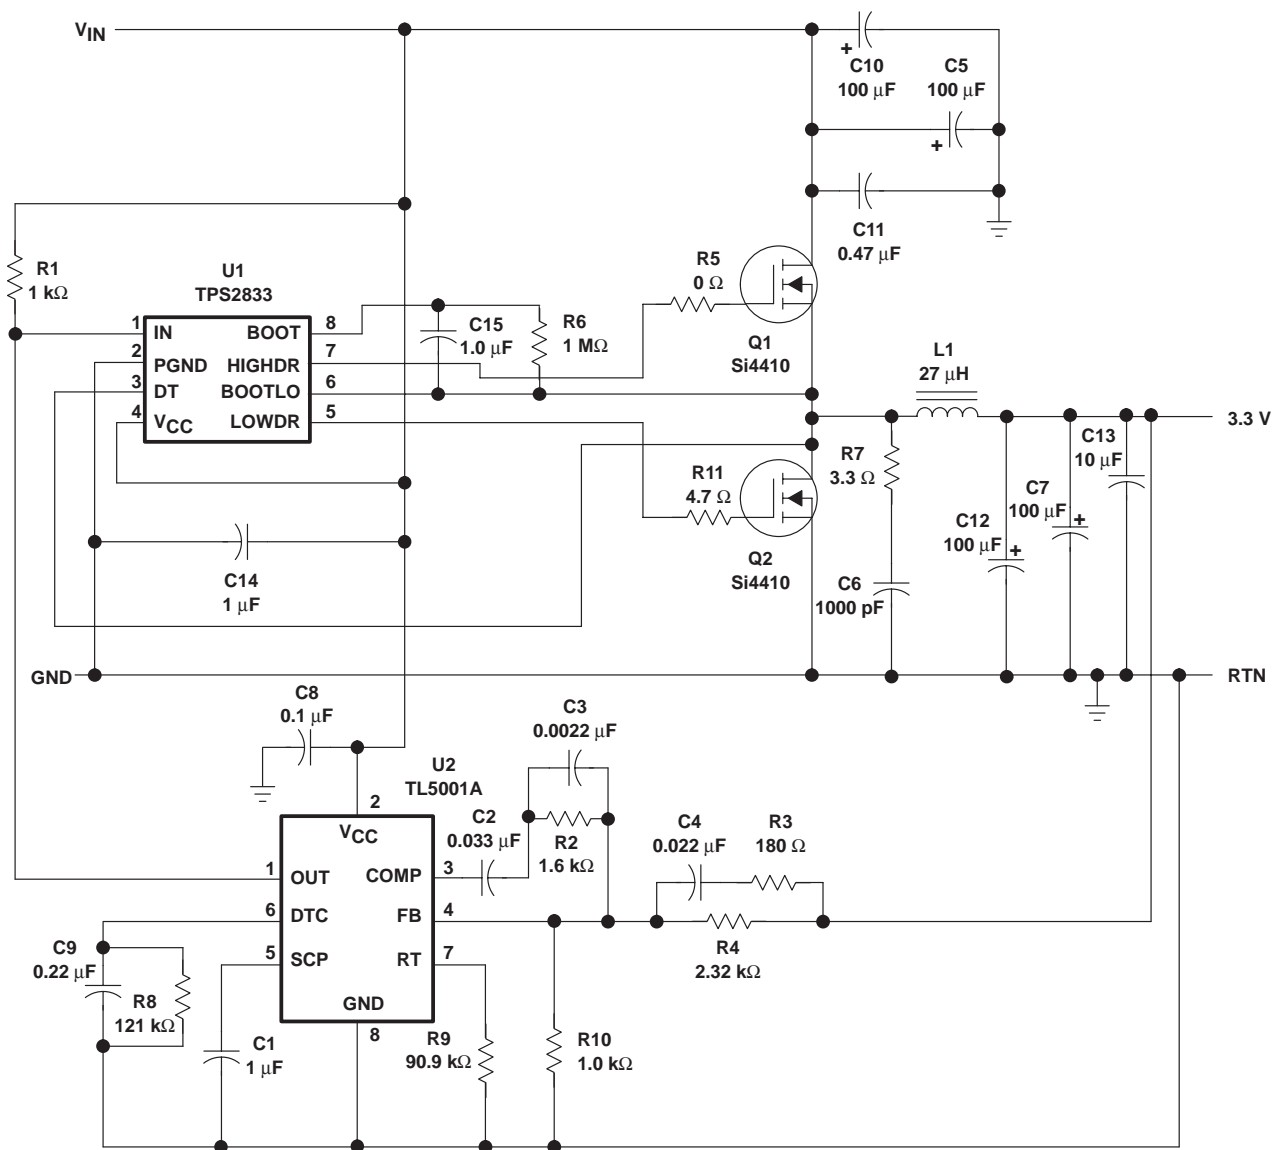 VIN
+
C10
100 μF
C5
100 μF
+
C11
0.47 μF
R1
1 kΩ
U1
TPS2833
1
IN
2
PGND
3
DT
4
VCC
BOOT
8
HIGHDR
7
BOOTLO
6
LOWDR
5
C15
1.0 μF
R6
1 MΩ
R5
0 Ω
Q1
Si4410
L1
27 μH
3.3 V
R7
3.3 Ω
C13
10 μF
C7
100 μF
+
C12
100 μF
+
R11
4.7 Ω
Q2
Si4410
C6
1000 pF
C14
1 μF
GND
RTN
C8
0.1 μF
U2
TL5001A
2
VCC
1
OUT
6
DTC
5
SCP
COMP
3
FB
4
RT
7
GND
8
C3
0.0022 μF
C2
0.033 μF
R2
1.6 kΩ
C4
0.022 μF
R3
180 Ω
R4
2.32 kΩ
C9
0.22 μF
R8
121 kΩ
C1
1 μF
R9
90.9 kΩ
R10
1.0 kΩ